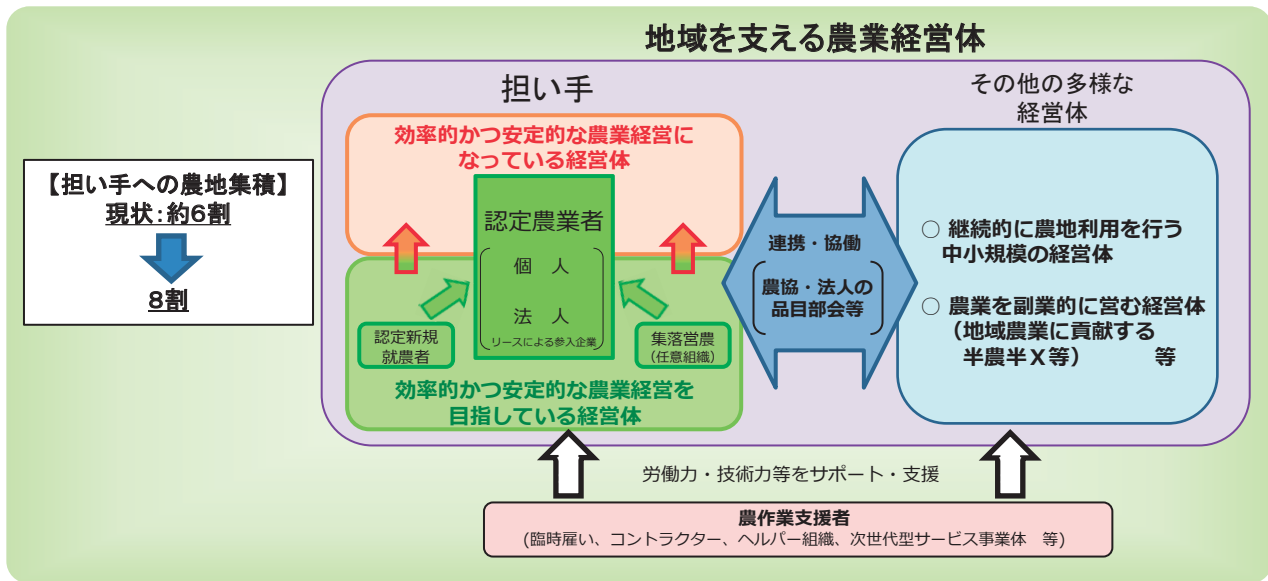 地域を支える農業経営体
【担い手への農地集積】
現状:約6割
8割
担い手
効率的かつ安定的な農業経営に
なっている経営体
認定農業者
個 人
法 人
リースによる参入企業
認定新規
就農者
集落営農
(任意組織)
効率的かつ安定的な農業経営を
目指している経営体
連携・協働
農協・法人の
品目部会等
その他の多様な
経営体
○ 継続的に農地利用を行う
中小規模の経営体
○ 農業を副業的に営む経営体
(地域農業に貢献する
半農半X等) 等
労働力・技術力等をサポート・支援
農作業支援者
(臨時雇い、コントラクター、ヘルパー組織、次世代型サービス事業体 等)